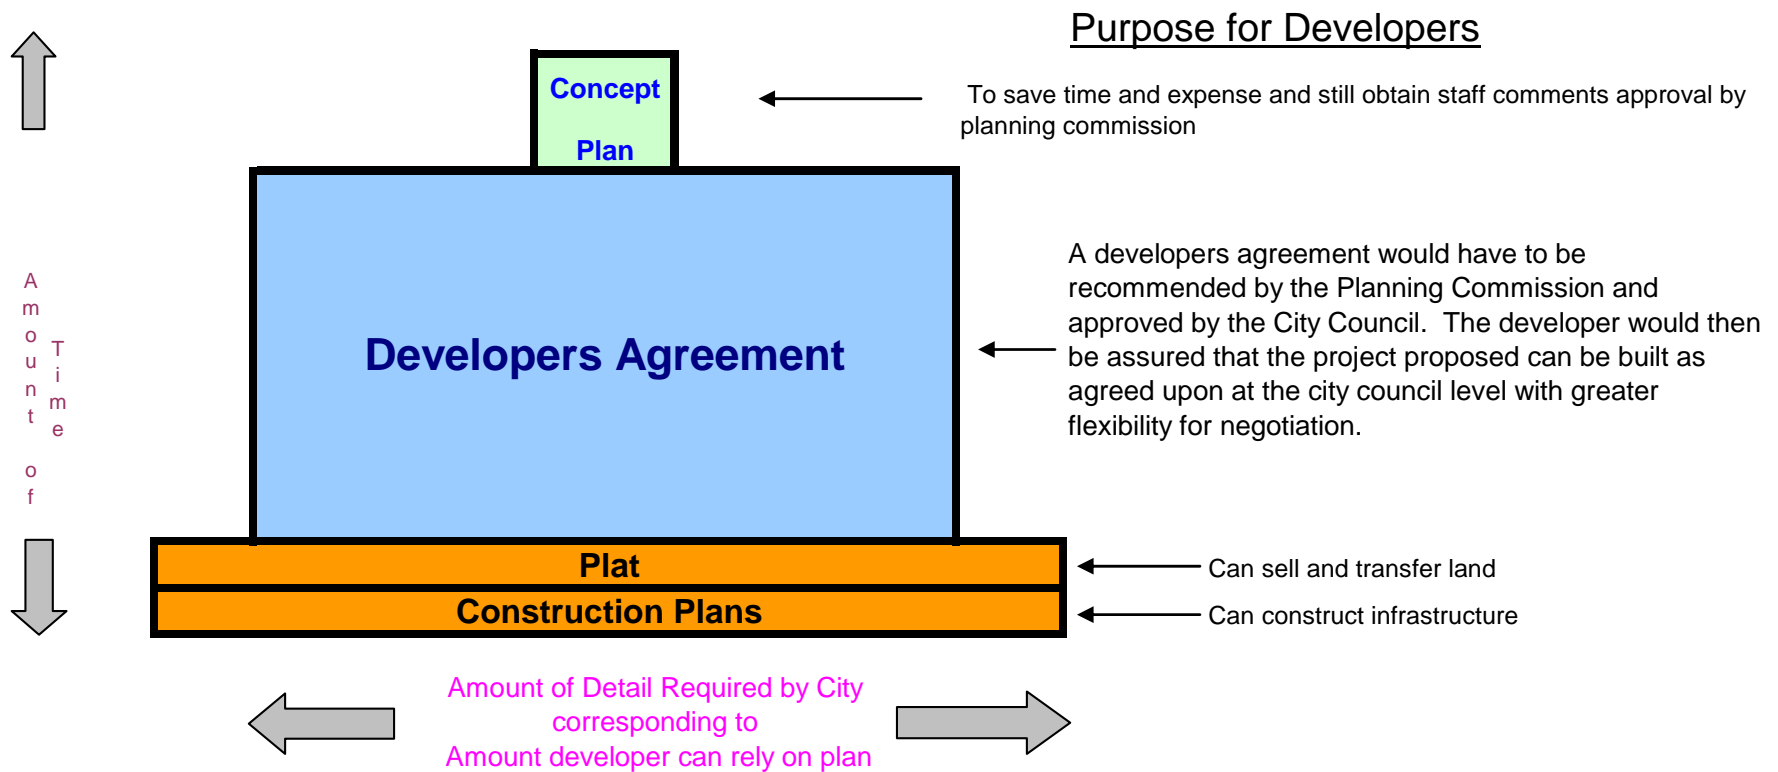 Purpose for Developers
Concept
Plan
To save time and expense and still obtain staff comments approval by
planning commission
Amount of
Time
Developers Agreement
A developers agreement would have to be
recommended by the Planning Commission and
approved by the City Council.  The developer would then
be assured that the project proposed can be built as
agreed upon at the city council level with greater
flexibility for negotiation.
Plat
Can sell and transfer land
Construction Plans
Can construct infrastructure
Amount of Detail Required by City
corresponding to
Amount developer can rely on plan